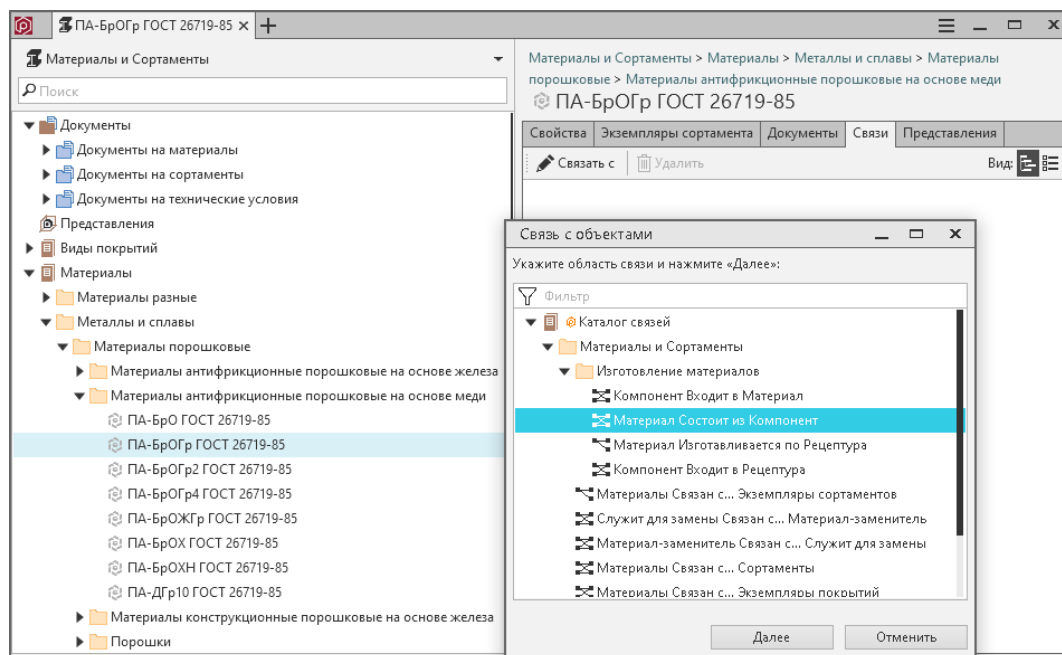 ПА-БрОГр ГОСТ 26719-85
Материалы и Сортаменты
Поиск
Документы
Документы на материалы
Документы на сортаменты
Документы на технические условия
Представления
Виды покрытий
Материалы
Материалы разные
Металлы и сплавы
Материалы порошковые
Материалы антифрикционные порошковые на основе железа
Материалы антифрикционные порошковые на основе меди
ПА-БрО ГОСТ 26719-85
ПА-БрОГр ГОСТ 26719-85
ПА-БрОГр2 ГОСТ 26719-85
ПА-БрОГр4 ГОСТ 26719-85
ПА-БрОЖГр ГОСТ 26719-85
ПА-БрОХ ГОСТ 26719-85
ПА-БрОХН ГОСТ 26719-85
ПА-ДГр10 ГОСТ 26719-85
Материалы конструкционные порошковые на основе железа
Порошки
Материалы и Сортаменты > Материалы > Металлы и сплавы > Материалы
порошковые > Материалы антифрикционные порошковые на основе меди
ПА-БрОГр ГОСТ 26719-85
Свойства Экземпляры сортамента Документы Связи Представления
Связать с Удалить Вид:
Связь с объектами
Укажите область связи и нажмите «Далее»:
Фильтр
Каталог связей
Материалы и Сортаменты
Изготовление материалов
Компонент Входит в Материал
Материал Состоит из Компонент
Материал Изготавливается по Рецептура
Компонент Входит в Рецептура
Материалы Связан с... Экземпляры сортаментов
Служит для замены Связан с... Материал-заменитель
Материал-заменитель Связан с... Служит для замены
Материалы Связан с... Сортаменты
Материалы Связан с... Экземпляры покрытий
Далее Отменить